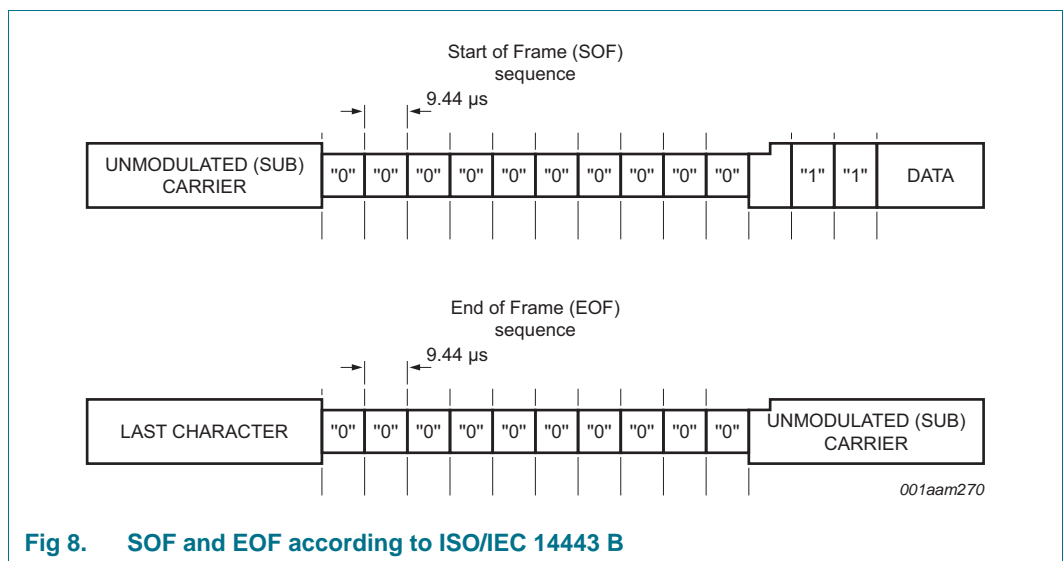 Start of Frame (SOF)
sequence
9.44 µs
UNMODULATED (SUB)
CARRIER
"0" "0" "0" "0" "0" "0" "0" "0" "0" "0" "1" "1" DATA
End of Frame (EOF)
sequence
9.44 µs
LAST CHARACTER "0" "0" "0" "0" "0" "0" "0" "0" "0" "0" UNMODULATED (SUB)
CARRIER
001aam270
Fig 8. SOF and EOF according to ISO/IEC 14443 B